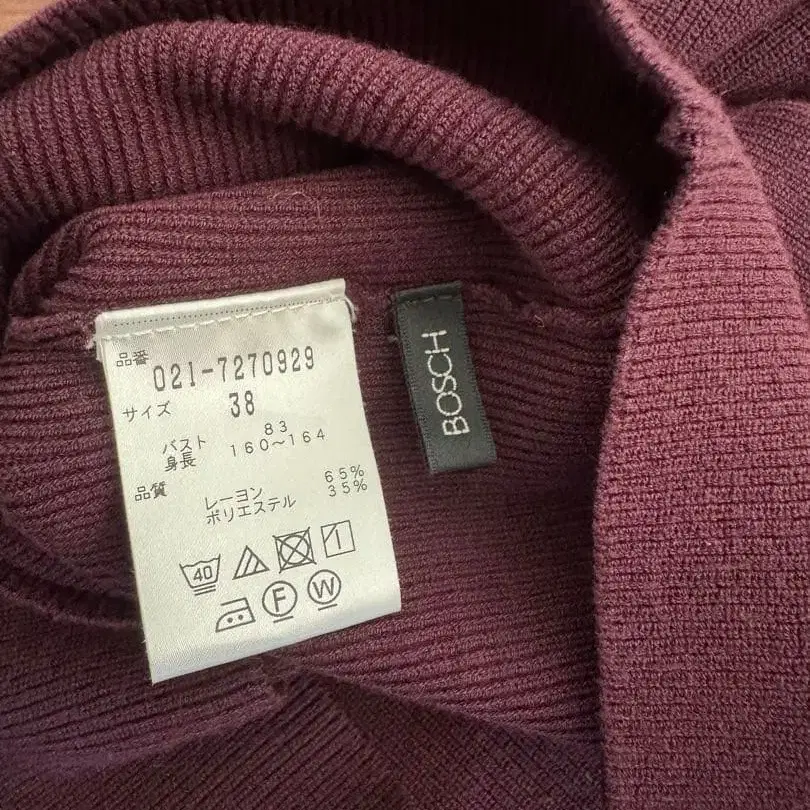 品番
021-7270929
サイズ 38
バスト 83
身長 160～164
品質 レーヨン 65%
ポリエステル 35%
40
F W
BOSCH